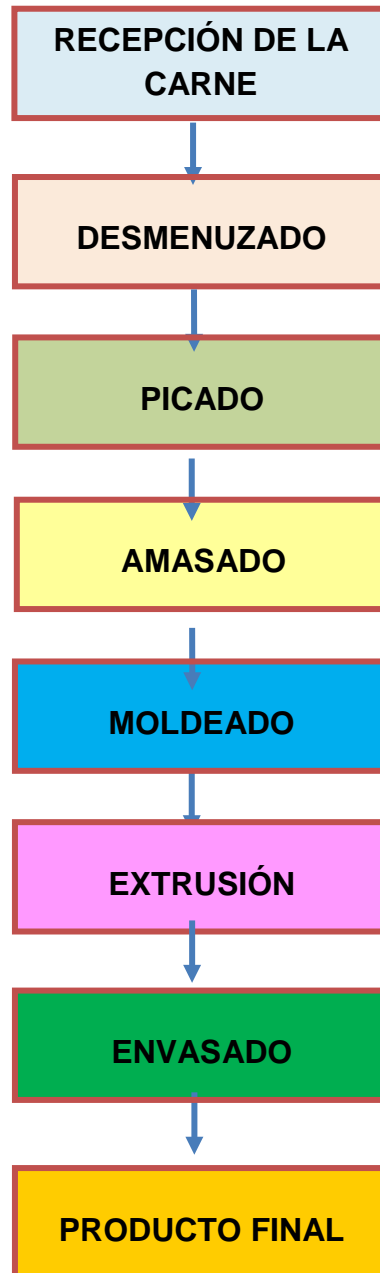 RECEPCIÓN DE LA
CARNE
DESMENUZADO
PICADO
AMASADO
MOLDEADO
EXTRUSIÓN
ENVASADO
PRODUCTO FINAL